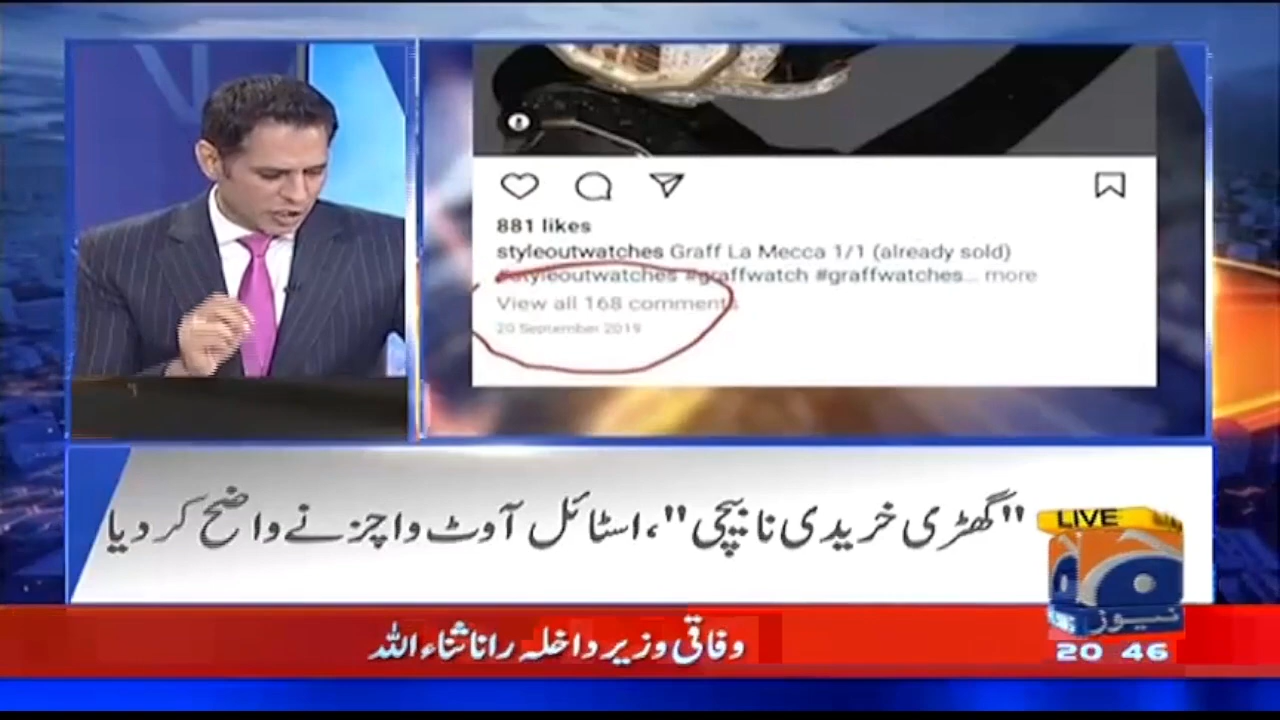 881 likes
styleoutwatches Graff La Mecca 1/1 (already sold)
#styleoutwatches #graffwatch #graffwatches... more
View all 168 comments
20 September 2019
"گھڑی خریدی نا بیچی"، اسٹائل آوٹ واچز نے واضح کر دیا
LIVE
نیوز
20 46
وفاقی وزیر داخلہ رانا ثناء اللہ